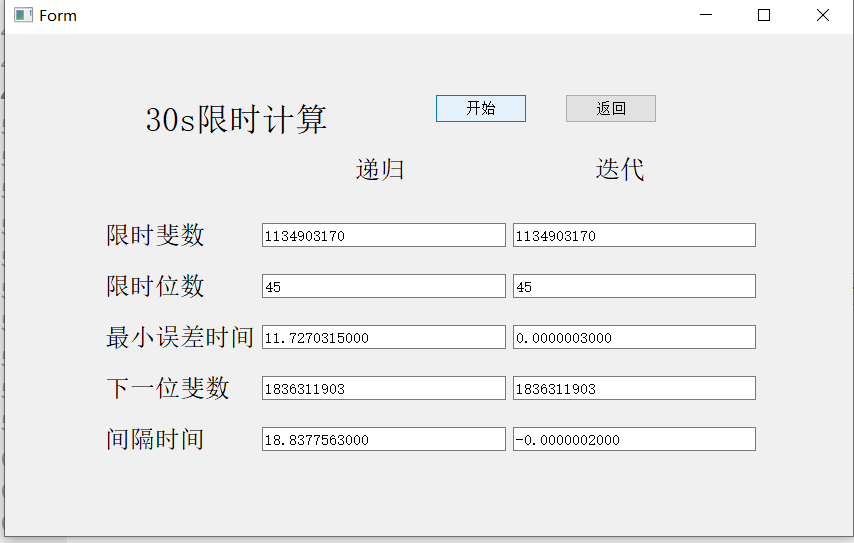 Form
30s限时计算 开始 返回
递归 迭代
限时斐数 1134903170 1134903170
限时位数 45 45
最小误差时间 11.7270315000 0.0000003000
下一位斐数 1836311903 1836311903
间隔时间 18.8377563000 -0.0000002000